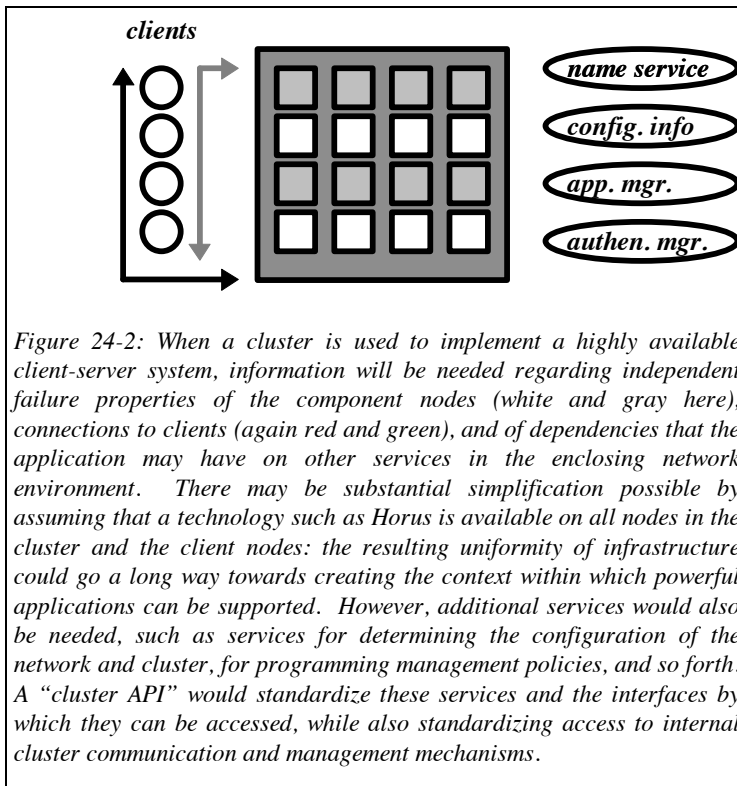 clients
name service
config. info
app. mgr.
authen. mgr.
Figure 24-2: When a cluster is used to implement a highly available
client-server system, information will be needed regarding independent
failure properties of the component nodes (white and gray here),
connections to clients (again red and green), and of dependencies that the
application may have on other services in the enclosing network
environment. There may be substantial simplification possible by
assuming that a technology such as Horus is available on all nodes in the
cluster and the client nodes: the resulting uniformity of infrastructure
could go a long way towards creating the context within which powerful
applications can be supported. However, additional services would also
be needed, such as services for determining the configuration of the
network and cluster, for programming management policies, and so forth.
A “cluster API” would standardize these services and the interfaces by
which they can be accessed, while also standardizing access to internal
cluster communication and management mechanisms.